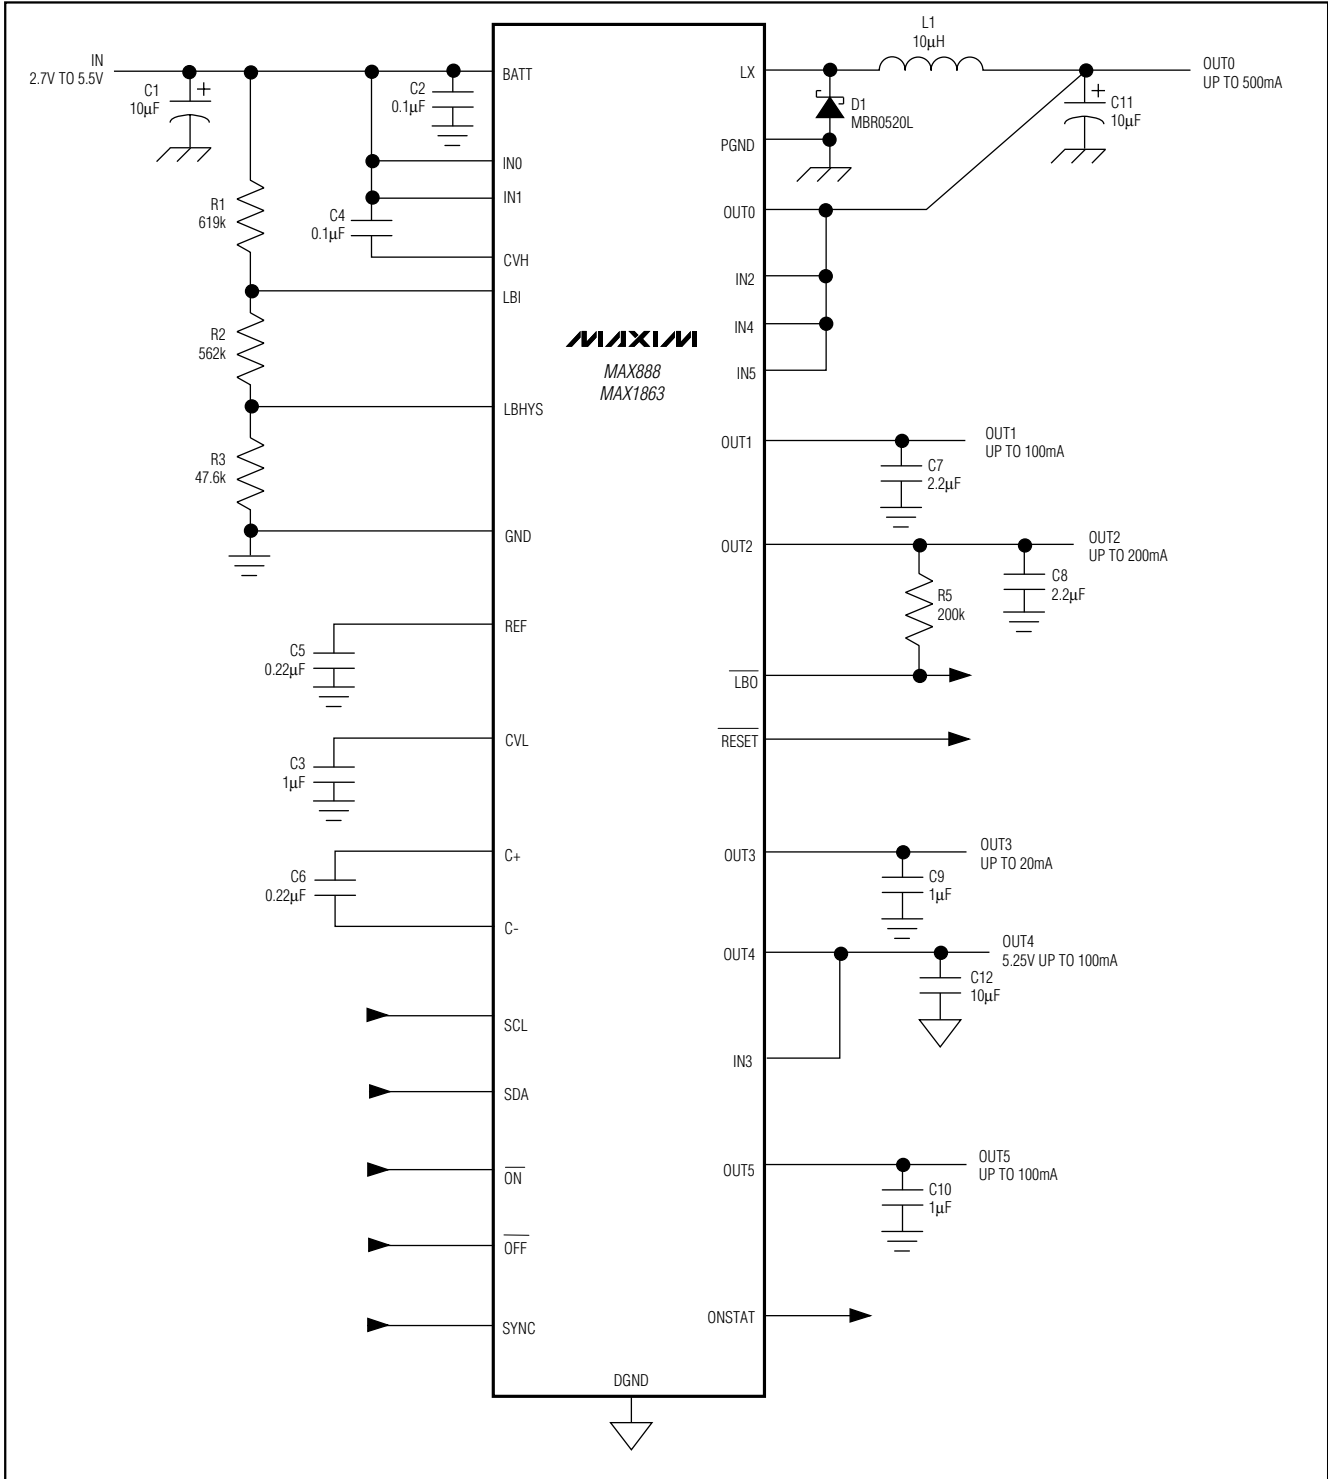 IN
2.7V TO 5.5V
C1
10µF
R1
619k
R2
562k
R3
47.6k
C4
0.1µF
C2
0.1µF
C5
0.22µF
C3
1µF
C6
0.22µF
BATT
IN0
IN1
CVH
LBI
LBHYS
GND
REF
CVL
C+
C-
SCL
SDA
ON
OFF
SYNC
MAXIM
MAX888
MAX1863
DGND
LX
PGND
OUT0
IN2
IN4
IN5
OUT1
OUT2
LBO
RESET
OUT3
OUT4
IN3
OUT5
ONSTAT
L1
10µH
D1
MBR0520L
C11
10µF
OUT0
UP TO 500mA
OUT1
UP TO 100mA
C7
2.2µF
OUT2
UP TO 200mA
R5
200k
C8
2.2µF
OUT3
UP TO 20mA
C9
1µF
OUT4
5.25V UP TO 100mA
C12
10µF
OUT5
UP TO 100mA
C10
1µF